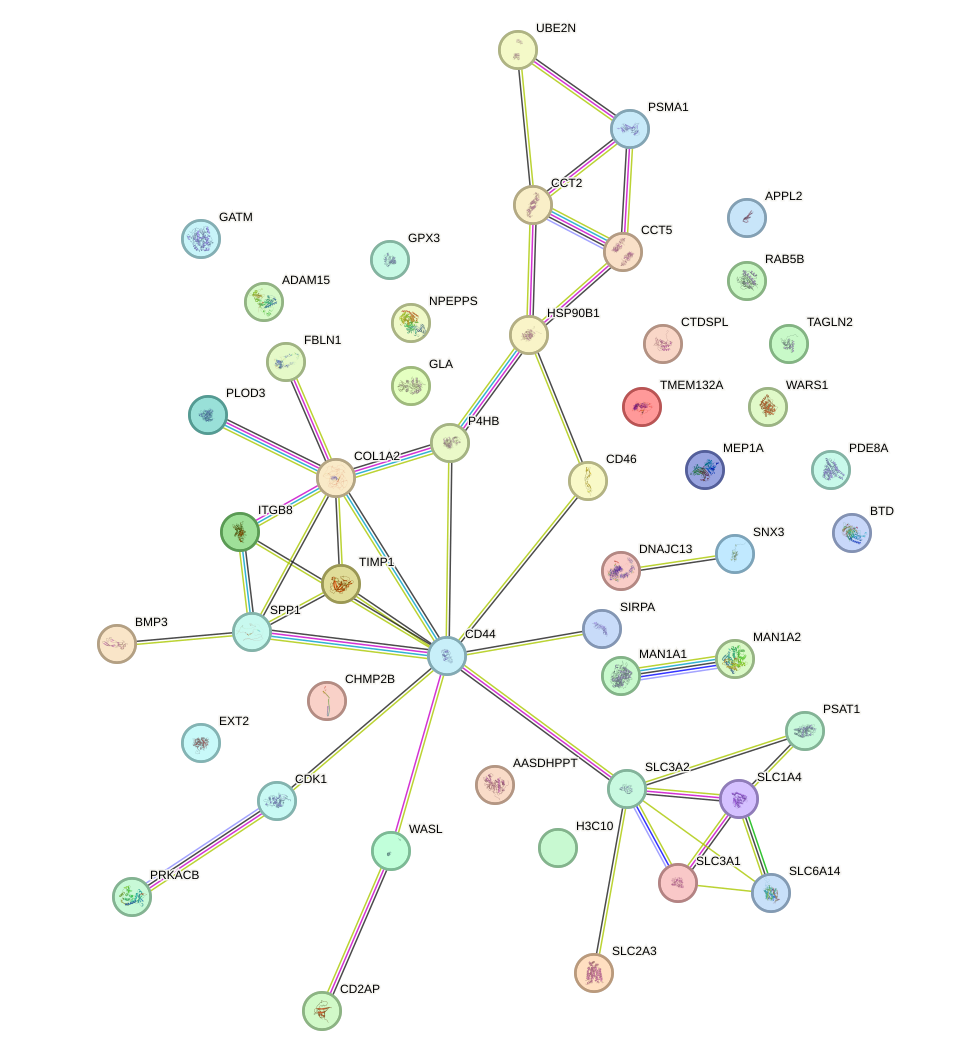 UBE2N
PSMA1
CCT2
APPL2
GATM
CCT5
GPX3
RAB5B
ADAM15
NPEPPS
HSP90B1
CTDSPL
TAGLN2
FBLN1
GLA
TMEM132A
WARS1
PLOD3
P4HB
COL1A2
CD46
MEP1A
PDE8A
ITGB8
BTD
SNX3
DNAJC13
TIMP1
SPP1
SIRPA
BMP3
CD44
MAN1A1
MAN1A2
CHMP2B
PSAT1
EXT2
AASDHPPT
SLC3A2
CDK1
SLC1A4
H3C10
WASL
SLC3A1
SLC6A14
PRKACB
SLC2A3
CD2AP